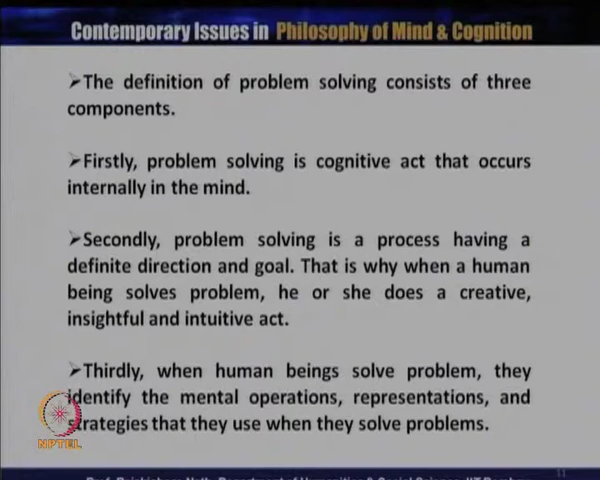 Contemporary Issues in Philosophy of Mind & Cognition
➢The definition of problem solving consists of three
components.
➢Firstly, problem solving is cognitive act that occurs
internally in the mind.
➢Secondly, problem solving is a process having a
definite direction and goal. That is why when a human
being solves problem, he or she does a creative,
insightful and intuitive act.
➢Thirdly, when human beings solve problem, they
identify the mental operations, representations, and
strategies that they use when they solve problems.
NPTEL
11